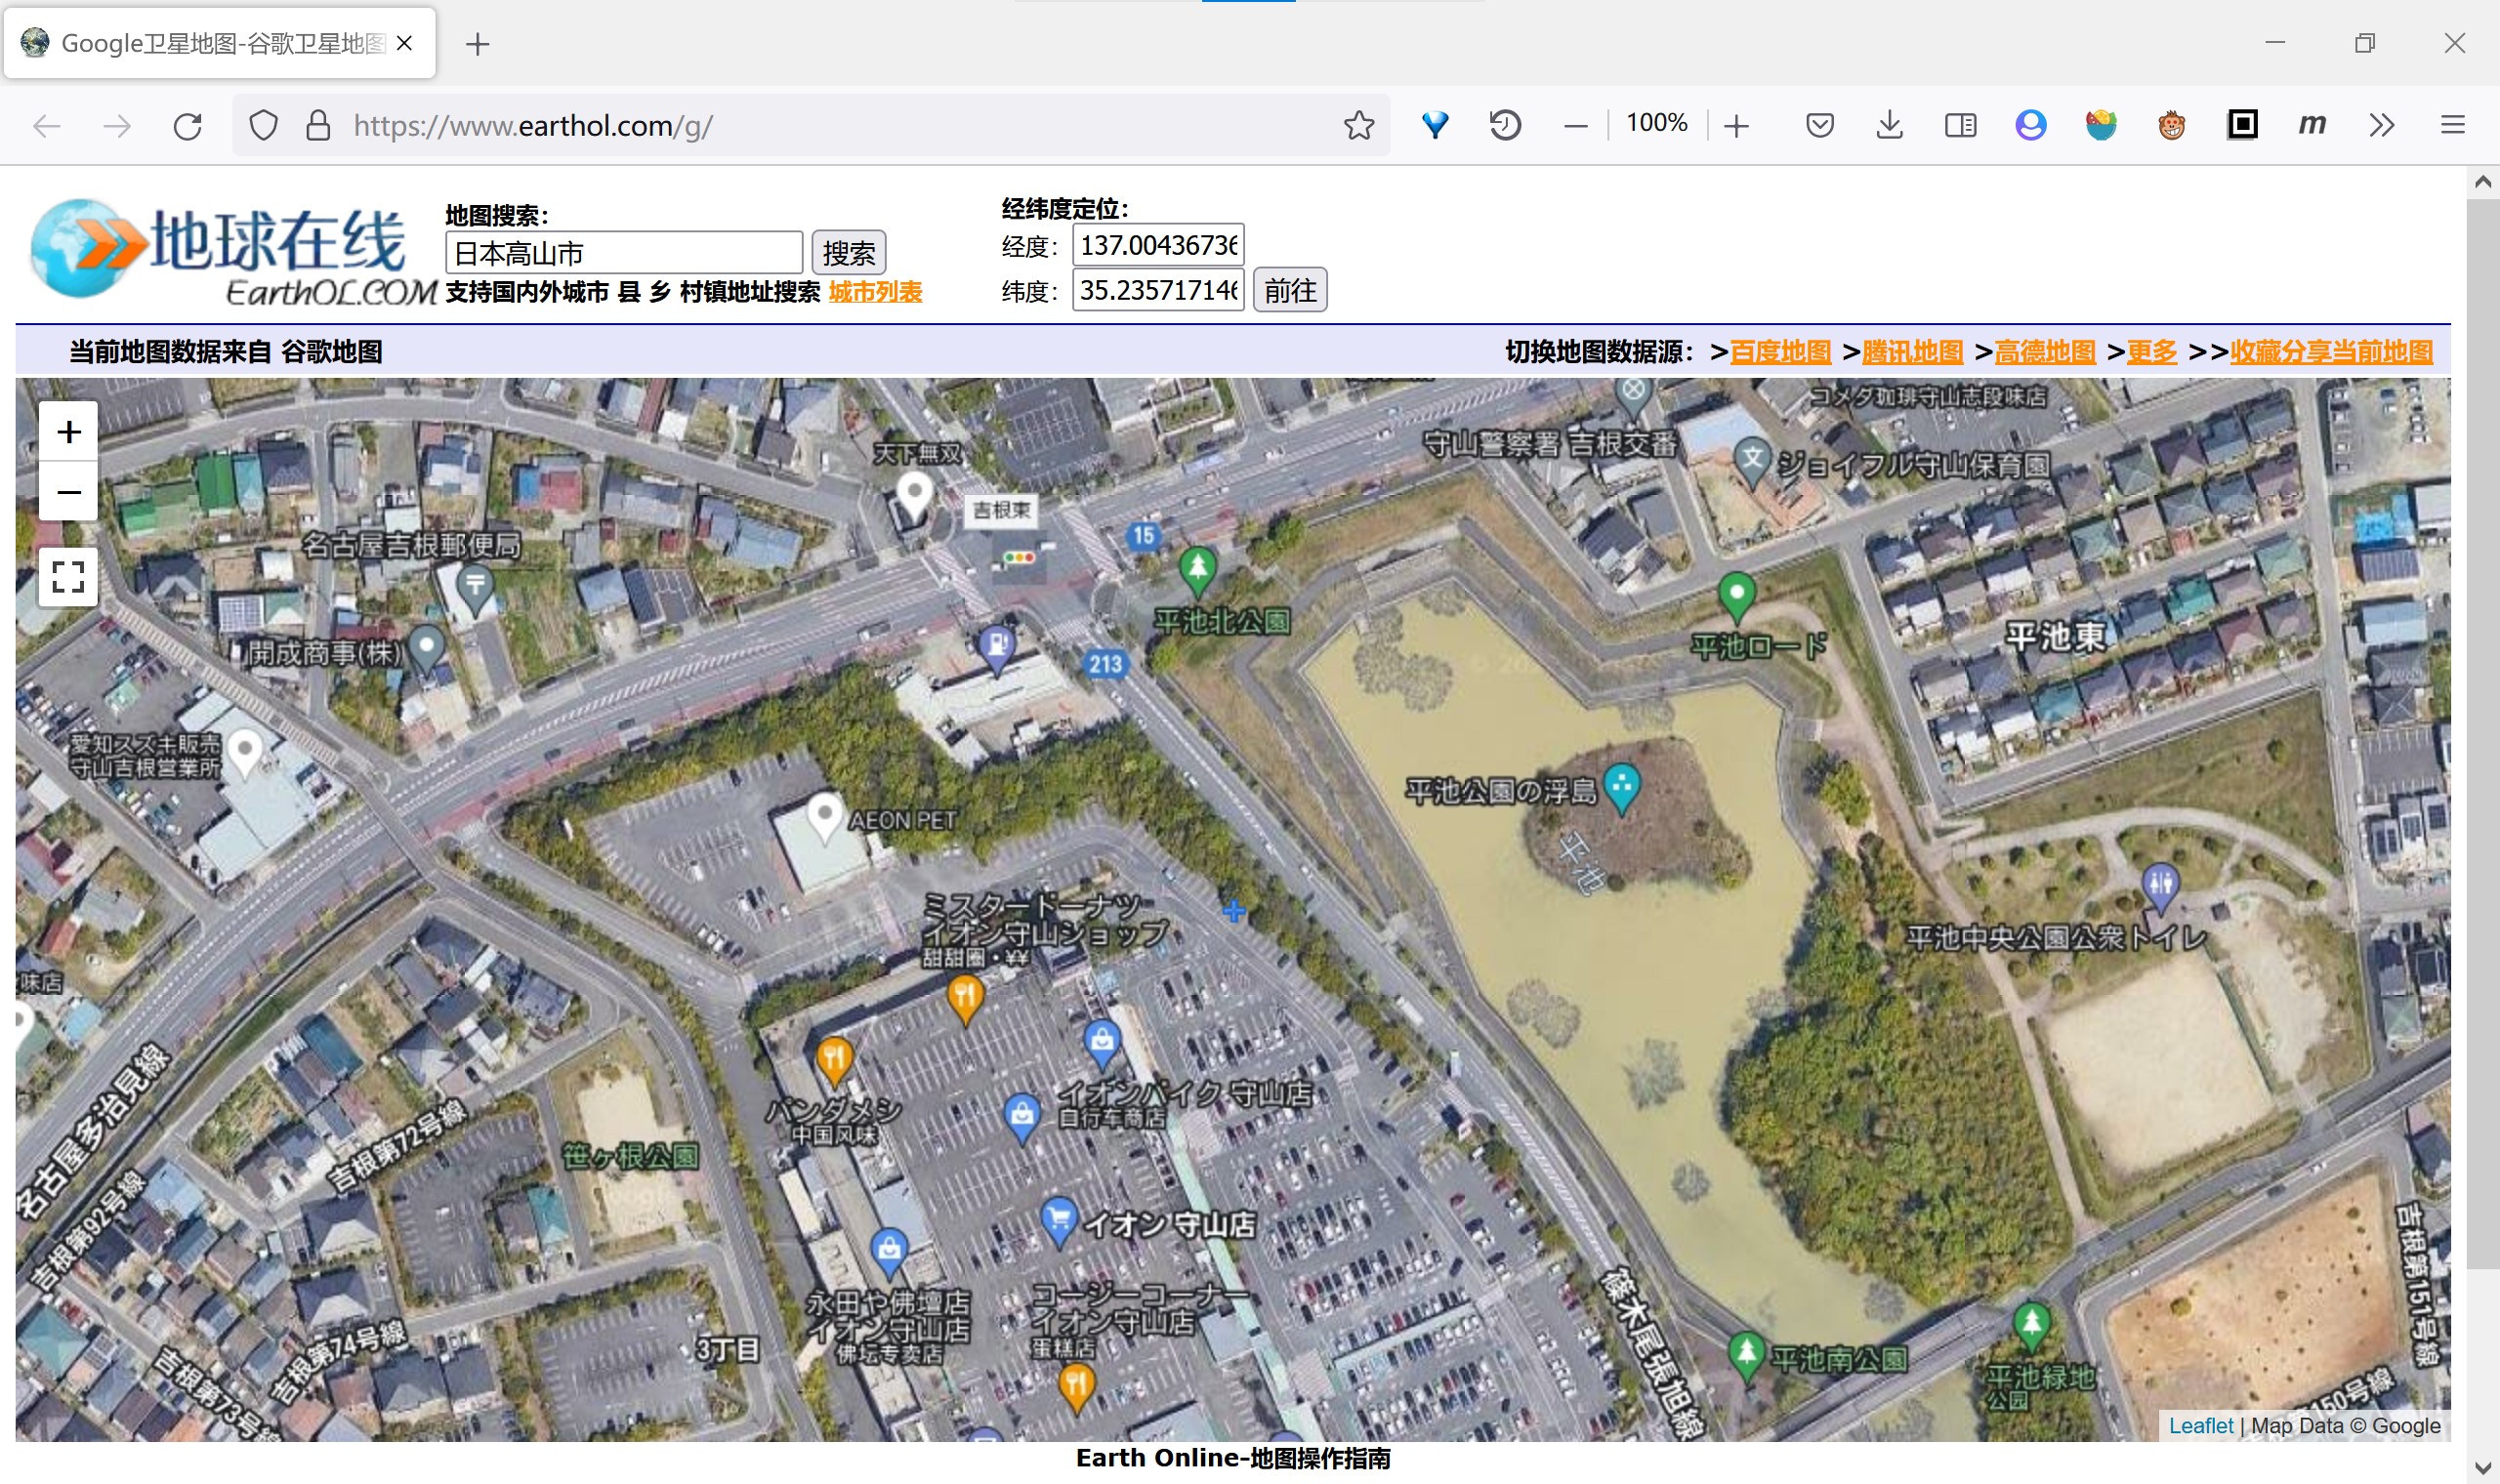 Google卫星地图-谷歌卫星地图
https://www.earthol.com/g/
100%
地球在线
EarthOL.COM
地图搜索：
日本高山市
搜索
支持国内外城市 县 乡 村镇地址搜索 城市列表
经纬度定位：
经度：
137.00436736
纬度：
35.235717146
前往
当前地图数据来自 谷歌地图
切换地图数据源： >百度地图 >腾讯地图 >高德地图 >更多 >>收藏分享当前地图
+
−
コメダ珈琲守山志段味店
守山警察署 吉根交番
文
ジョイフル守山保育園
天下無双
吉根東
15
名古屋吉根郵便局
平池北公園
平池ロード
平池東
開成商事(株)
213
愛知スズキ販売
守山吉根営業所
平池公園の浮島
平池
AEON PET
ミスタードーナツ
イオン守山ショップ
甜甜圈・¥¥
平池中央公園公衆トイレ
味店
名古屋多治見線
吉根第72号線
吉根第92号線
パンダメシ
中国风味
イオンバイク 守山店
自行车商店
笹ヶ根公園
イオン 守山店
吉根第151号線
永田や佛壇店
イオン守山店
佛坛专卖店
コージーコーナー
イオン守山店
蛋糕店
篠木尾張旭線
3丁目
吉根第74号線
吉根第73号線
平池南公園
平池緑地
公园
150号線
Leaflet | Map Data © Google
Earth Online-地图操作指南